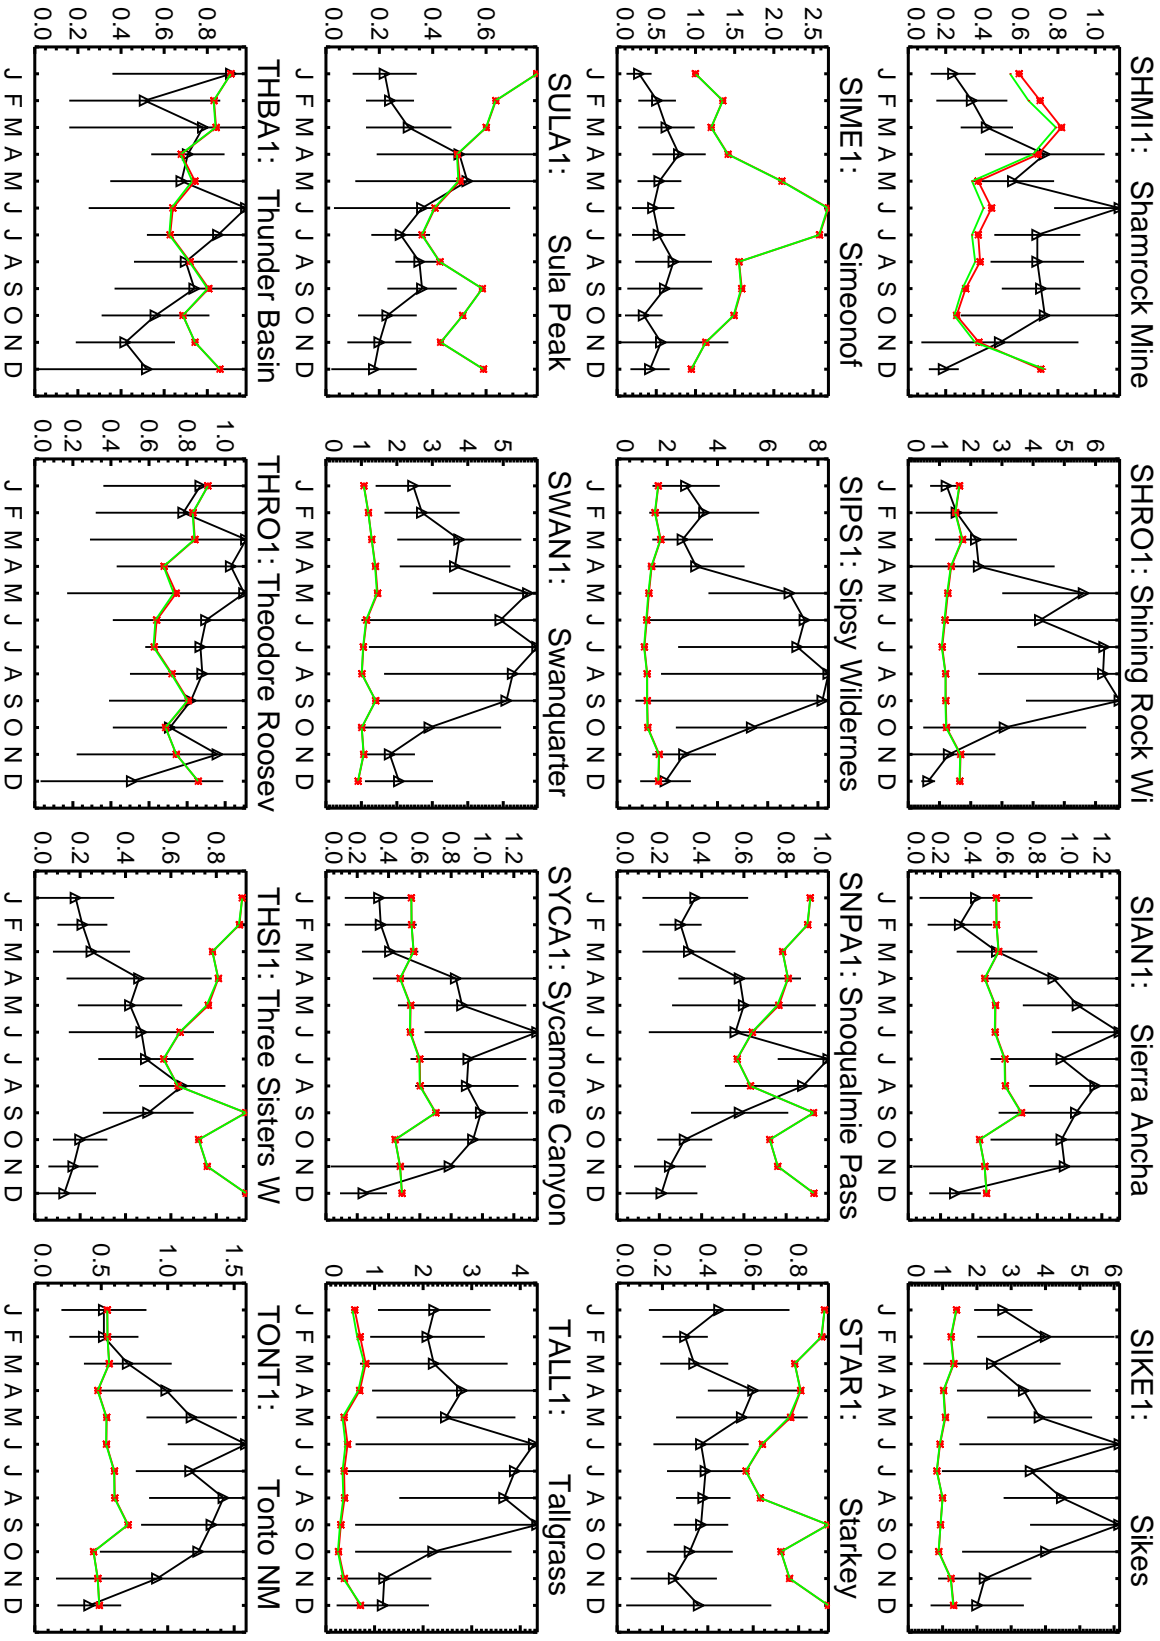 SHMI1: Shamrock Mine
1.0
0.8
0.6
0.4
0.2
0.0
J F M A M J J A S O N D
SHRO1: Shining Rock Wi
6
5
4
3
2
1
0
J F M A M J J A S O N D
SIAN1: Sierra Ancha
1.2
1.0
0.8
0.6
0.4
0.2
0.0
J F M A M J J A S O N D
SIKE1: Sikes
6
5
4
3
2
1
0
J F M A M J J A S O N D
SIME1: Simeonof
2.5
2.0
1.5
1.0
0.5
0.0
J F M A M J J A S O N D
SIPS1: Sipsy Wildernes
8
6
4
2
0
J F M A M J J A S O N D
SNPA1: Snoqualmie Pass
1.0
0.8
0.6
0.4
0.2
0.0
J F M A M J J A S O N D
STAR1: Starkey
0.8
0.6
0.4
0.2
0.0
J F M A M J J A S O N D
SULA1: Sula Peak
0.6
0.4
0.2
0.0
J F M A M J J A S O N D
SWAN1: Swanquarter
5
4
3
2
1
0
J F M A M J J A S O N D
SYCA1: Sycamore Canyon
1.2
1.0
0.8
0.6
0.4
0.2
0.0
J F M A M J J A S O N D
TALL1: Tallgrass
4
3
2
1
0
J F M A M J J A S O N D
THBA1: Thunder Basin
0.8
0.6
0.4
0.2
0.0
J F M A M J J A S O N D
THRO1: Theodore Roosev
1.0
0.8
0.6
0.4
0.2
0.0
J F M A M J J A S O N D
THSI1: Three Sisters W
0.8
0.6
0.4
0.2
0.0
J F M A M J J A S O N D
TONT1: Tonto NM
1.5
1.0
0.5
0.0
J F M A M J J A S O N D